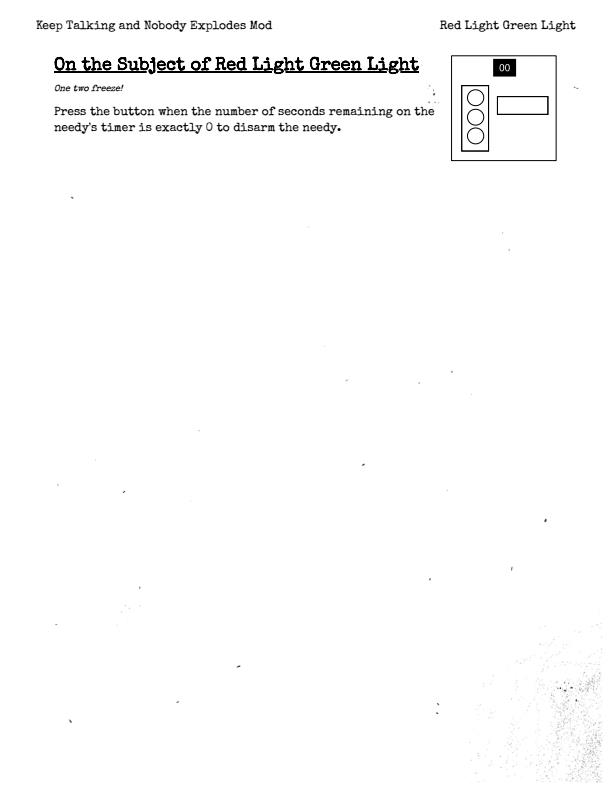 Keep Talking and Nobody Explodes Mod
Red Light Green Light
On the Subject of Red Light Green Light
00
One two freeze!
Press the button when the number of seconds remaining on the
needy's timer is exactly 0 to disarm the needy.